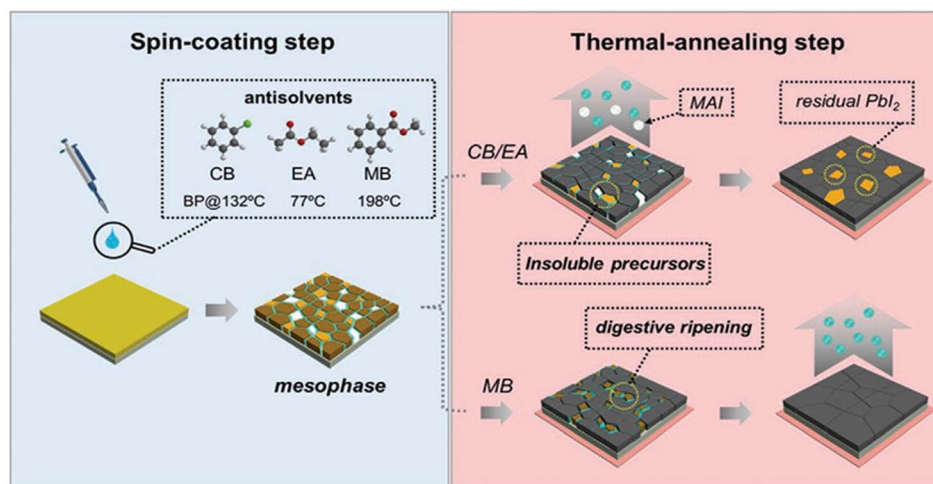 Spin-coating step
antisolvents
CB EA MB
BP@132ºC 77ºC 198ºC
mesophase
Thermal-annealing step
MAI
residual PbI₂
CB/EA
Insoluble precursors
digestive ripening
MB